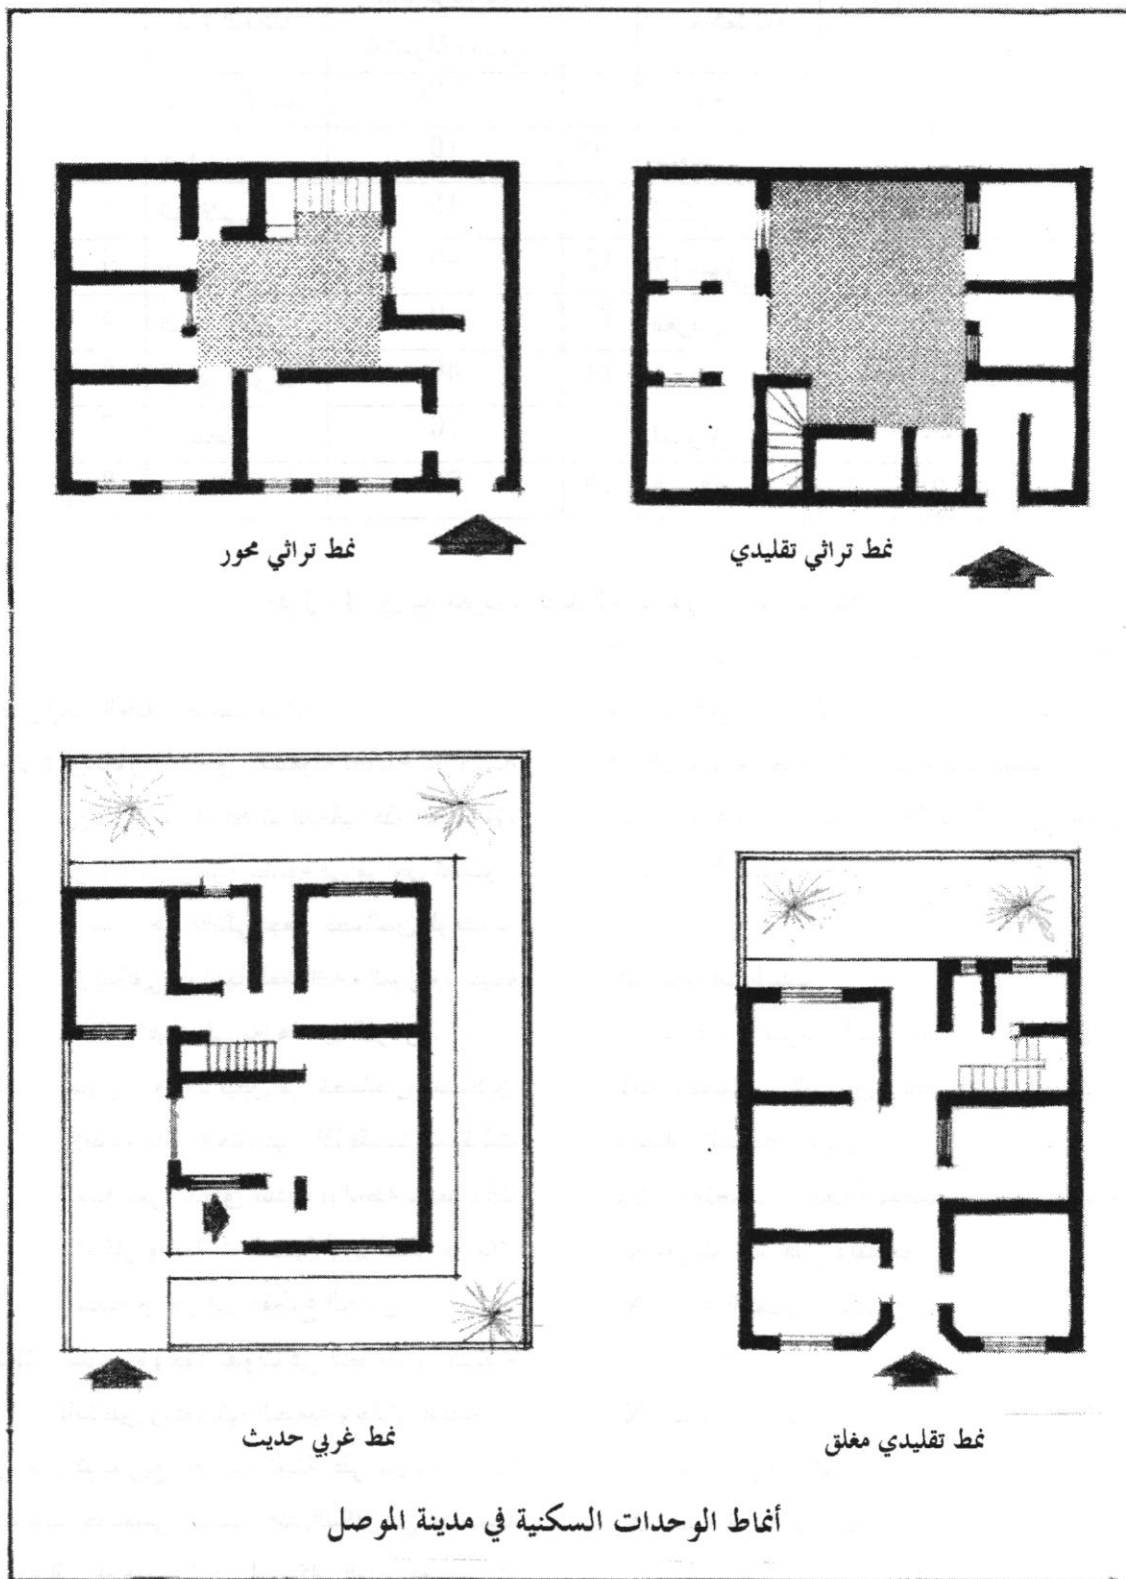 نمط تراثي تقليدي
نمط تراثي محور
نمط تقليدي مغلق
نمط غربي حديث
أنماط الوحدات السكنية في مدينة الموصل